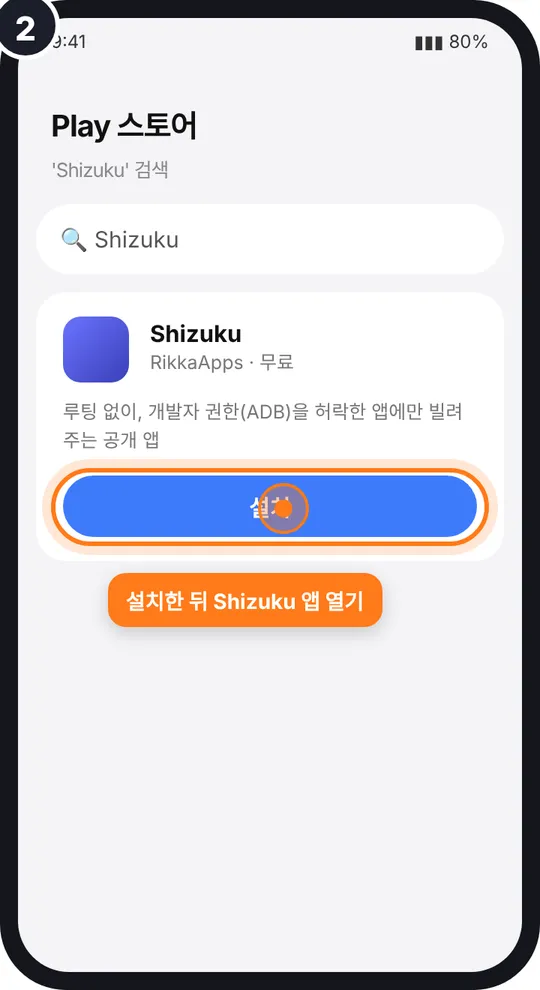 2
9:41
80%
Play 스토어
'Shizuku' 검색
Shizuku
Shizuku
RikkaApps · 무료
루팅 없이, 개발자 권한(ADB)을 허락한 앱에만 빌려
주는 공개 앱
설치
설치한 뒤 Shizuku 앱 열기